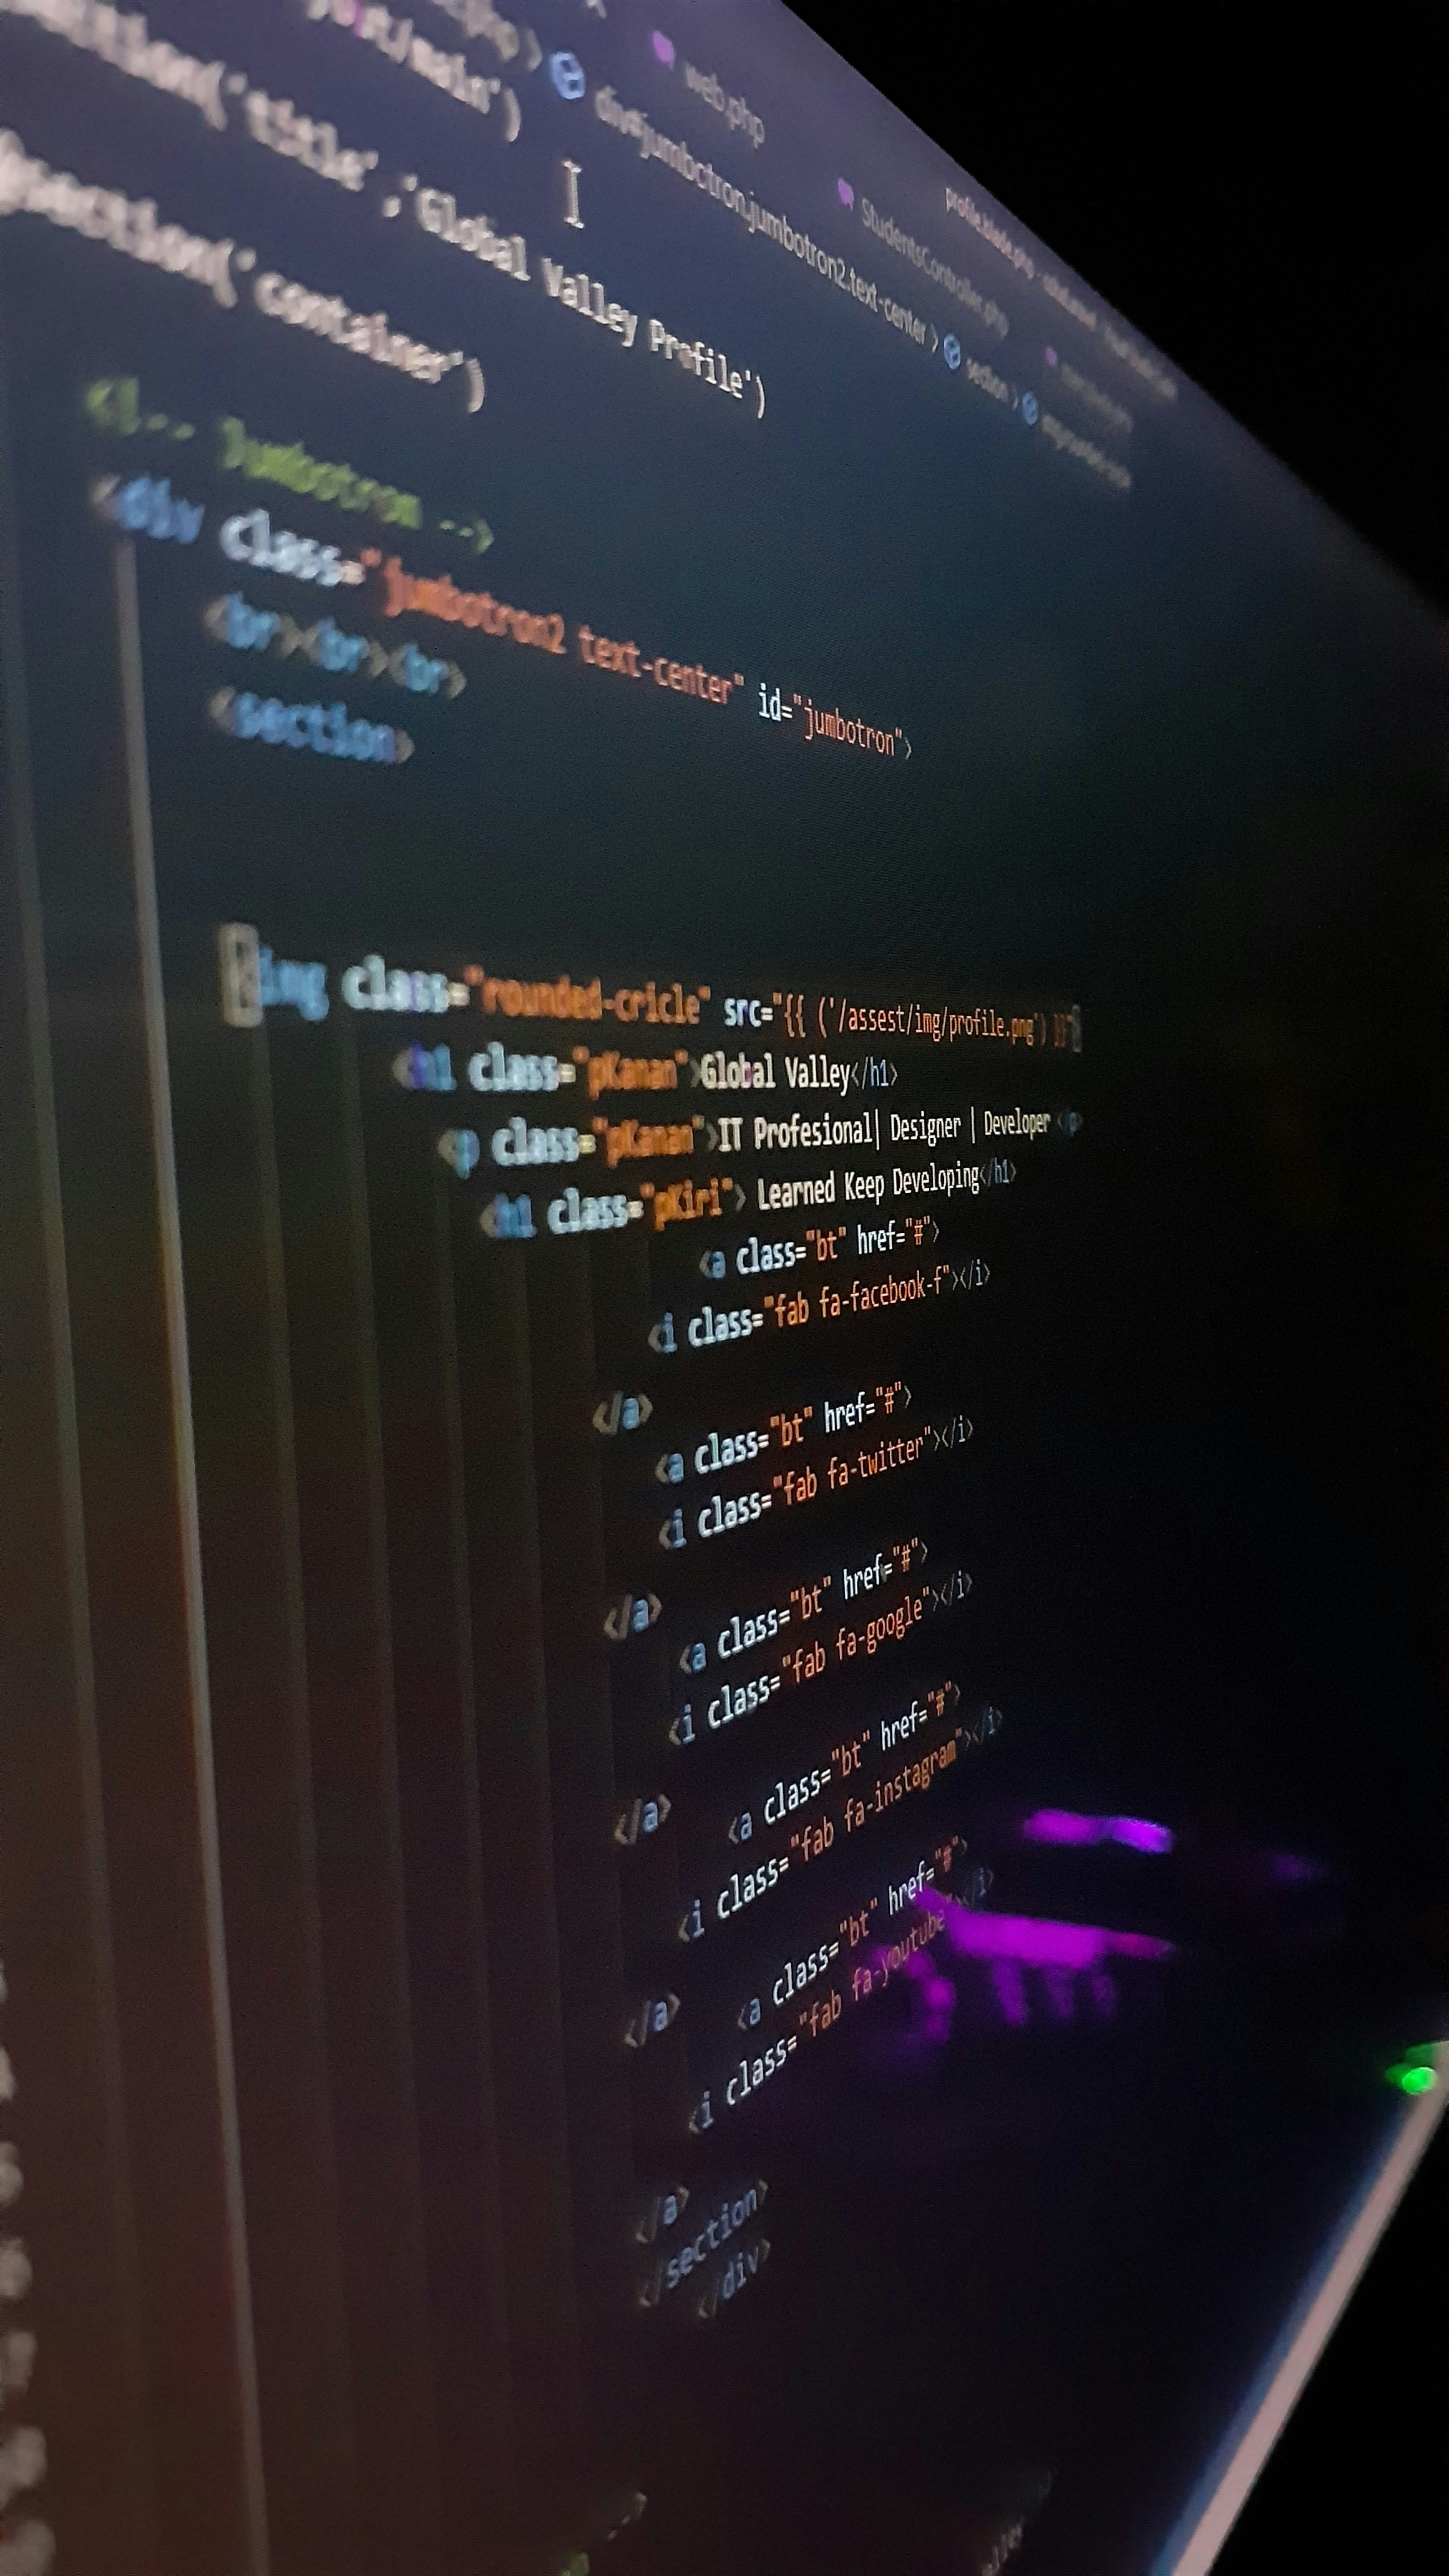 web.php
StudentsController.php
profile.blade.php
div#jumbotron.jumbotron2.text-center > section >
/main')
'title','Global Valley Profile')
@section('container')
<!-- Jumbotron -->
<div class="jumbotron2 text-center" id="jumbotron">
<br><br><br>
<section>
<img class="rounded-cricle" src="{{ ('/assest/img/profile.png') }}"
<h1 class="pKanan">Global Valley</h1>
<p class="pKanan">IT Profesional| Designer | Developer <p>
<h1 class="pKiri"> Learned Keep Developing</h1>
<a class="bt" href="#">
<i class="fab fa-facebook-f"></i>
</a>
<a class="bt" href="#">
<i class="fab fa-twitter"></i>
</a>
<a class="bt" href="#">
<i class="fab fa-google"></i>
</a>
<a class="bt" href="#">
<i class="fab fa-instagram"></i>
</a>
<a class="bt" href="#">
<i class="fab fa-youtube"></i>
</a>
</section>
</div>